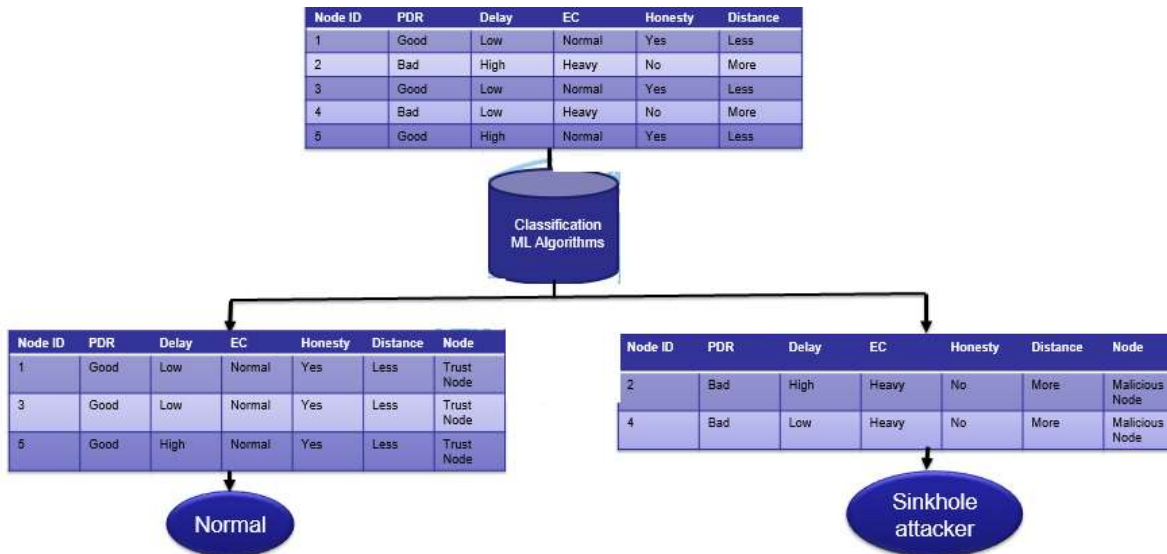 Node ID PDR Delay EC Honesty Distance
1 Good Low Normal Yes Less
2 Bad High Heavy No More
3 Good Low Normal Yes Less
4 Bad Low Heavy No More
5 Good High Normal Yes Less
Classification
ML Algorithms
Node ID PDR Delay EC Honesty Distance Node
1 Good Low Normal Yes Less Trust
Node
3 Good Low Normal Yes Less Trust
Node
5 Good High Normal Yes Less Trust
Node
Normal
Node ID PDR Delay EC Honesty Distance Node
2 Bad High Heavy No More Malicious
Node
4 Bad Low Heavy No More Malicious
Node
Sinkhole
attacker